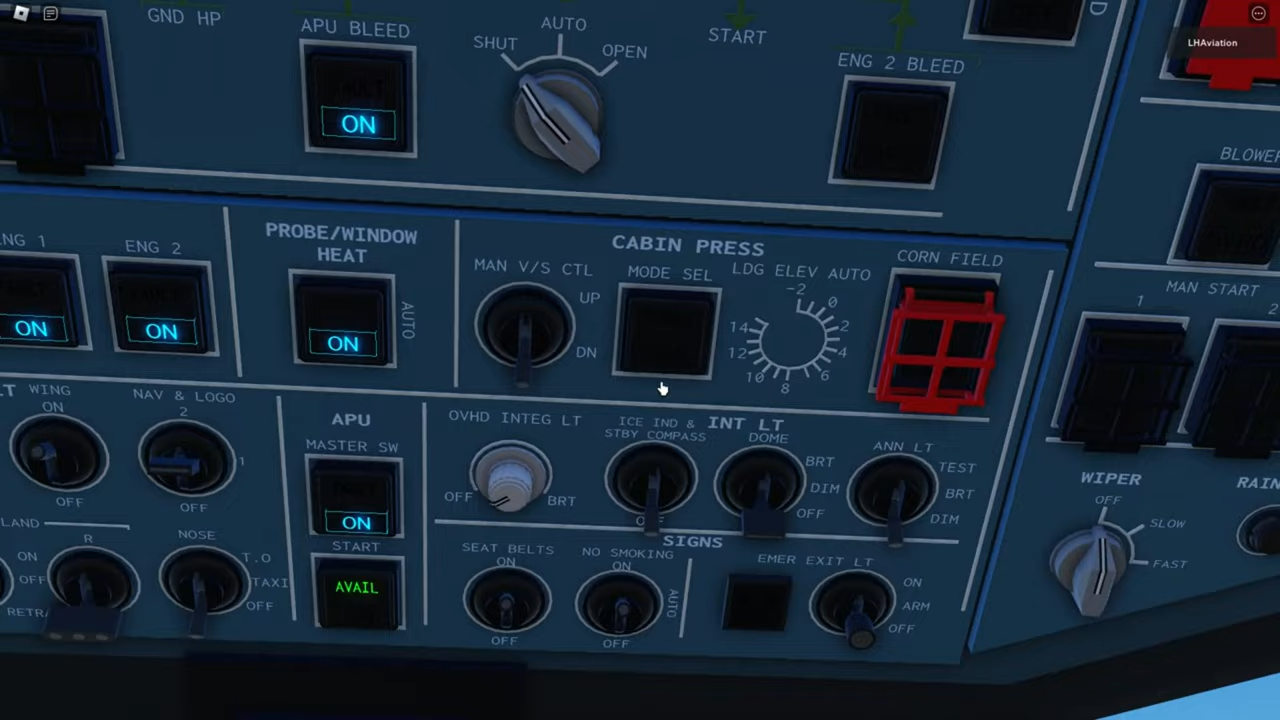 GND HP
APU BLEED
ON
SHUT
AUTO
OPEN
START
ENG 2 BLEED
D
LHAviation
BLOWER
ENG 2
ON
ON
PROBE/WINDOW
HEAT
ON
AUTO
CABIN PRESS
MAN V/S CTL
UP
DN
MODE SEL
LDG ELEV AUTO
-2
0
2
4
6
8
10
12
14
CORN FIELD
MAN START
1
2
WING
ON
OFF
NAV & LOGO
2
1
OFF
LAND
R
ON
OFF
RETRA
NOSE
T.O
TAXI
OFF
APU
MASTER SW
ON
START
AVAIL
OVHD INTEG LT
OFF
BRT
INT LT
ICE IND &
STBY COMPASS
DOME
BRT
DIM
OFF
ANN LT
TEST
BRT
DIM
SIGNS
SEAT BELTS
ON
OFF
NO SMOKING
ON
AUTO
OFF
EMER EXIT LT
ON
ARM
OFF
WIPER
OFF
SLOW
FAST
RAIN